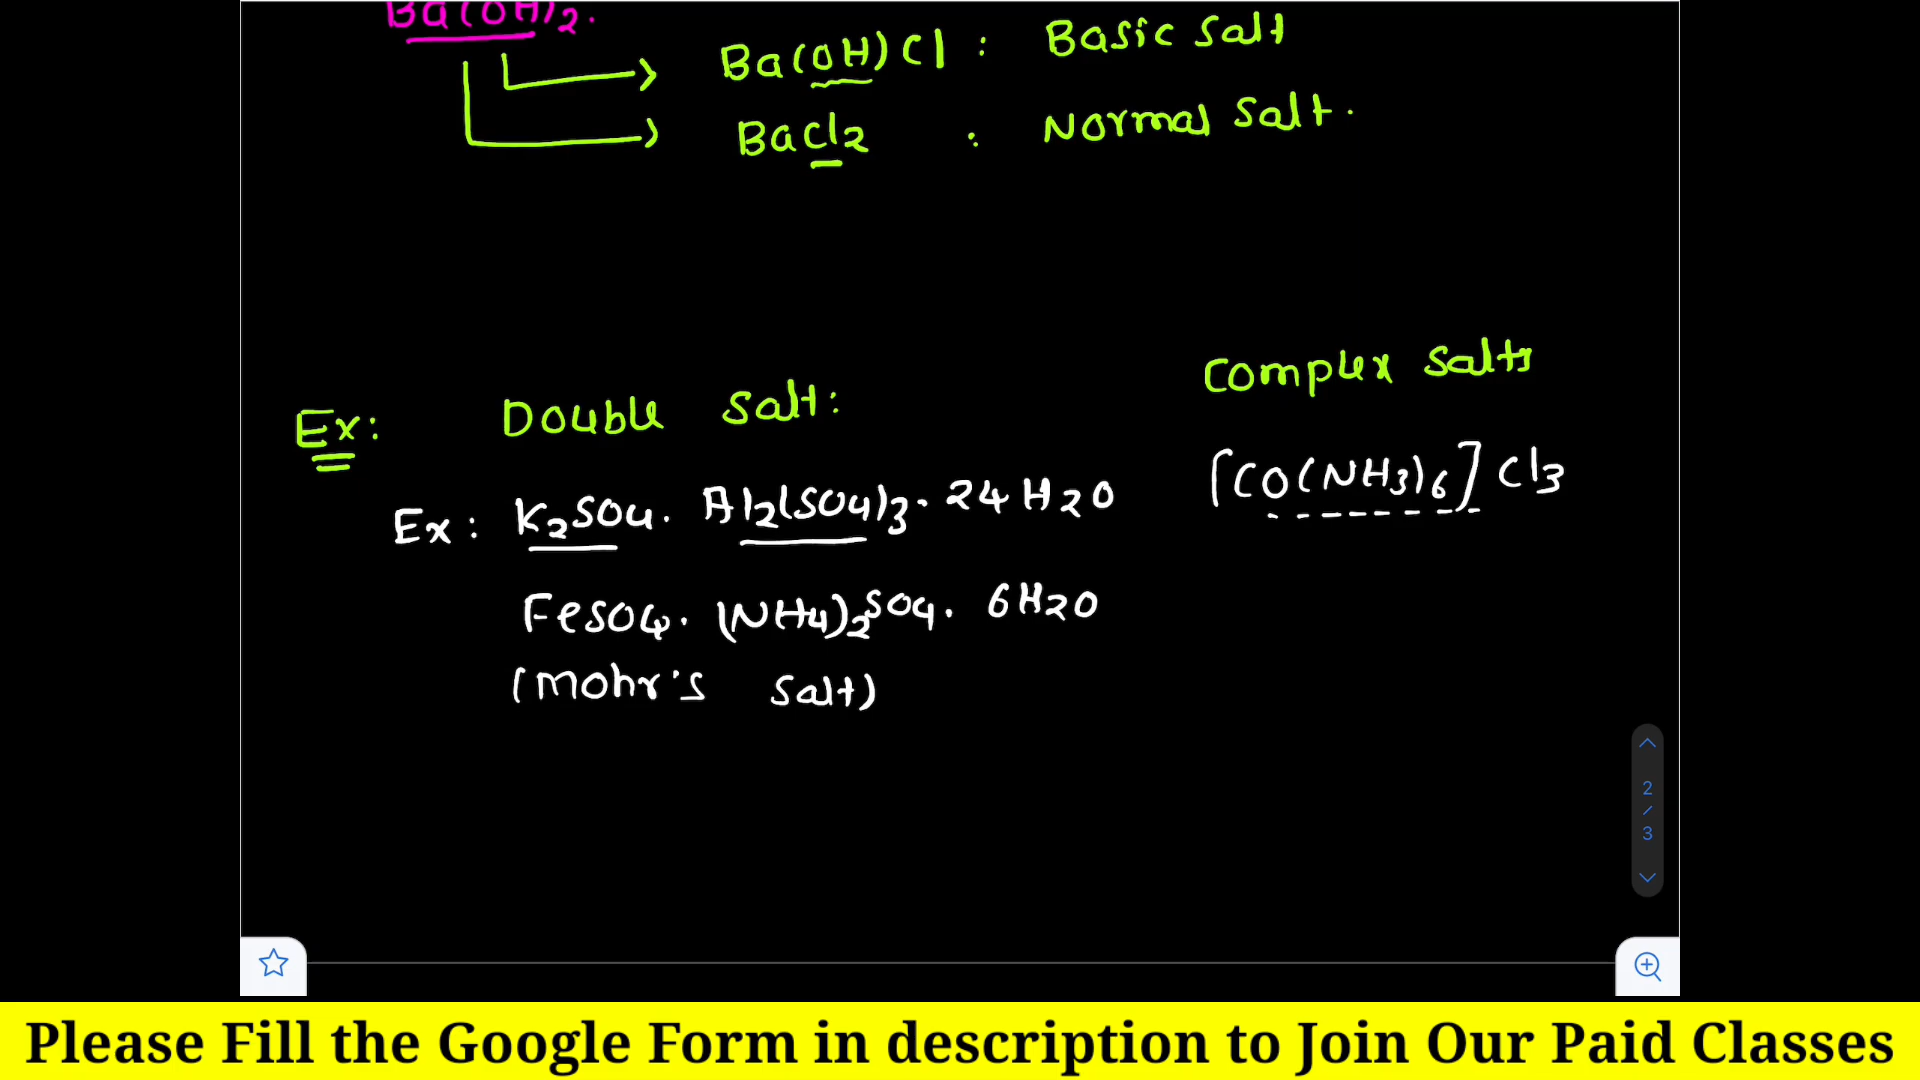 Ba(OH)2.
Ba(OH)Cl : Basic Salt
BaCl2 : Normal Salt.
Complex Salts
Ex: Double Salt:
[CO(NH3)6]Cl3
Ex: K2SO4. Al2(SO4)3. 24H2O
FeSO4. (NH4)2SO4. 6H2O
(Mohr's Salt)
2
/
3
Please Fill the Google Form in description to Join Our Paid Classes